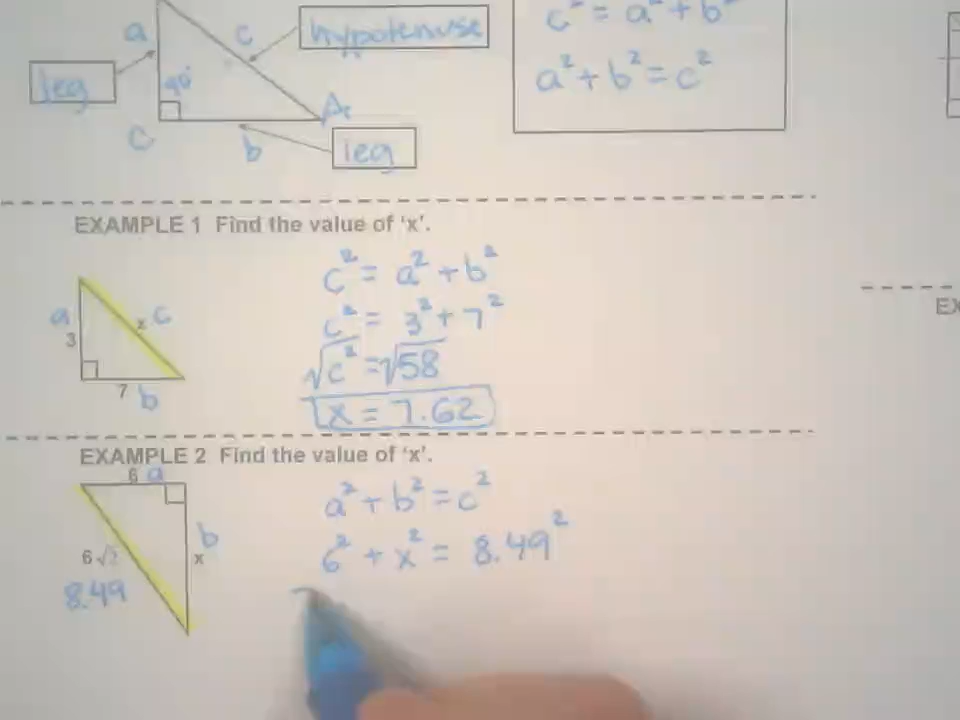 a
c
hypotenuse
leg
90°
A
C
b
leg
c² = a² + b²
a² + b² = c²
EXAMPLE 1 Find the value of 'x'.
a
3
x
c
7
b
c² = a² + b²
c² = 3² + 7²
√c² = √58
x = 7.62
EXAMPLE 2 Find the value of 'x'.
6
a
b
x
6√2
8.49
a² + b² = c²
6² + x² = 8.49²
EX